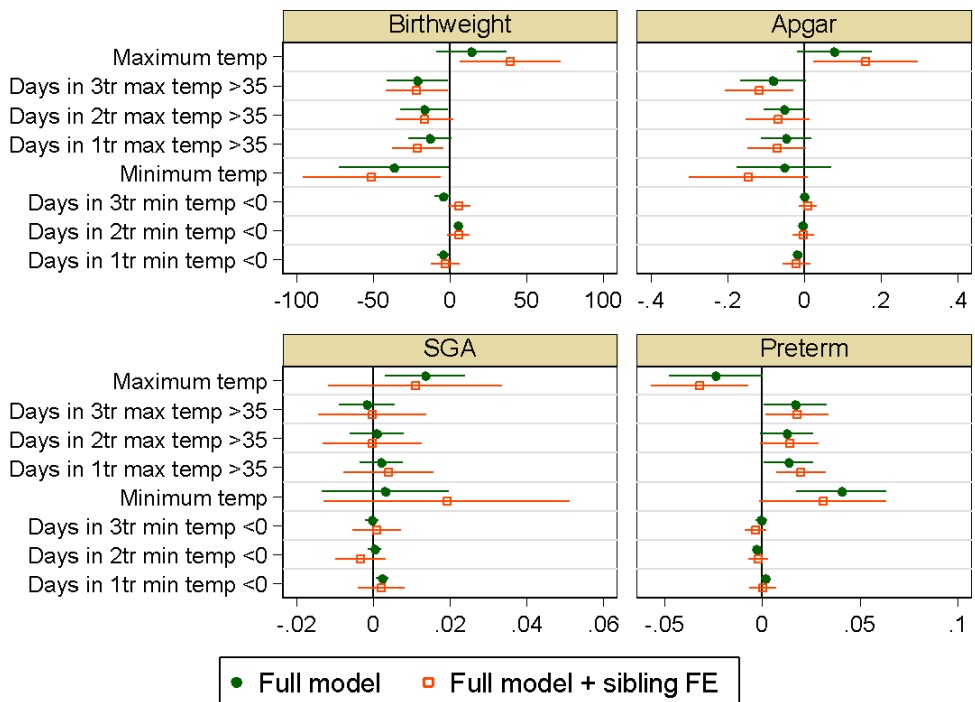 Birthweight
Apgar
Maximum temp
Days in 3tr max temp >35
Days in 2tr max temp >35
Days in 1tr max temp >35
Minimum temp
Days in 3tr min temp <0
Days in 2tr min temp <0
Days in 1tr min temp <0
-100 -50 0 50 100
-.4 -.2 0 .2 .4
SGA
Preterm
Maximum temp
Days in 3tr max temp >35
Days in 2tr max temp >35
Days in 1tr max temp >35
Minimum temp
Days in 3tr min temp <0
Days in 2tr min temp <0
Days in 1tr min temp <0
-.02 0 .02 .04 .06
-.05 0 .05 .1
Full model Full model + sibling FE